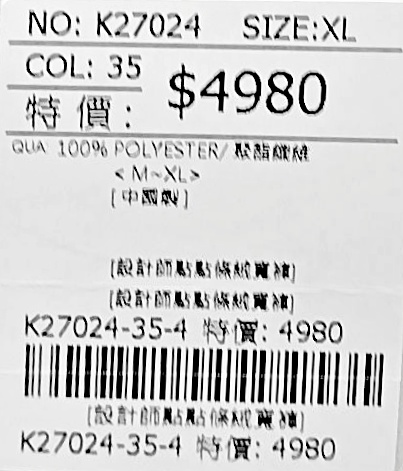 NO: K27024 SIZE:XL
COL: 35
$4980
特價:
QUA 100% POLYESTER/ 聚酯纖維
< M~XL>
[中國製]
[設計師點點條紋寬褲]
[設計師點點條紋寬褲]
K27024-35-4 特價: 4980
[設計師點點條紋寬褲]
K27024-35-4 特價: 4980